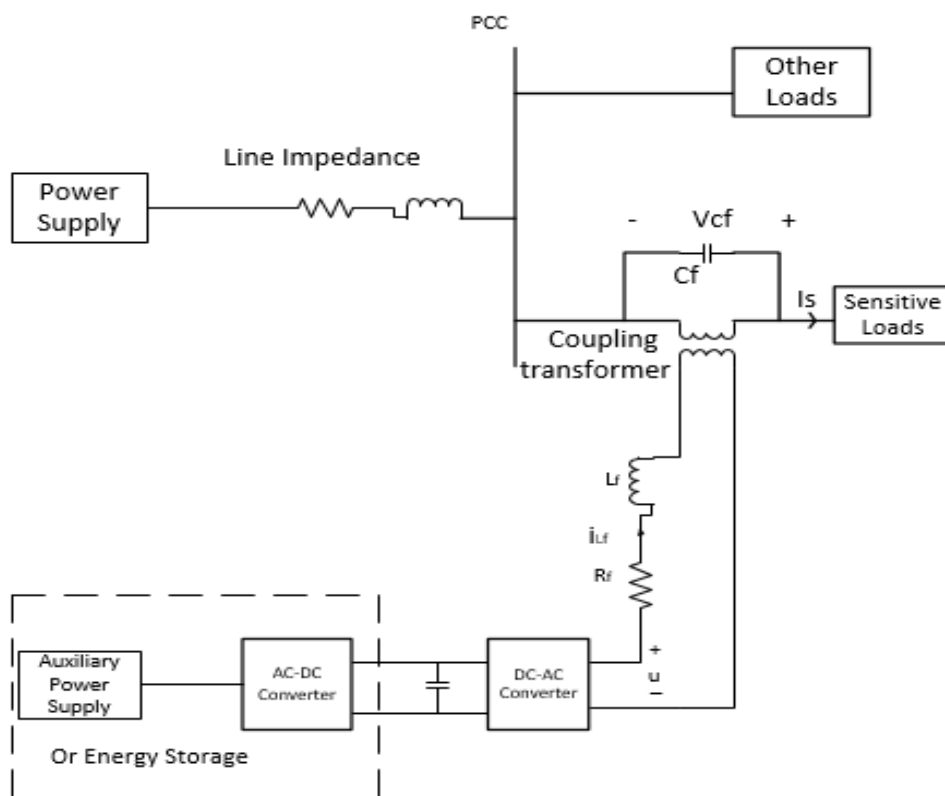 PCC
Other
Loads
Line Impedance
Power
Supply
- Vcf +
Cf
Is
Sensitive
Loads
Coupling
transformer
Lf
iLf
Rf
+
u
–
Auxiliary
Power
Supply
AC-DC
Converter
DC-AC
Converter
Or Energy Storage